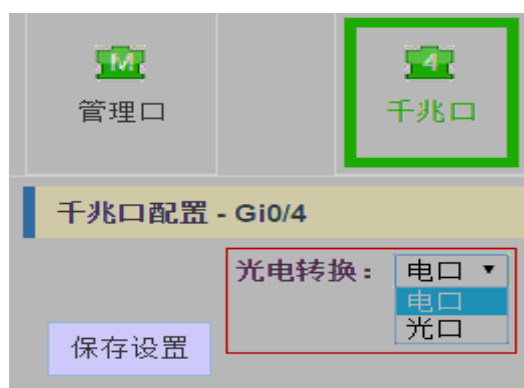 M 4
管理口 千兆口
千兆口配置 - Gi0/4
光电转换： 电口 ▼
电口
光口
保存设置